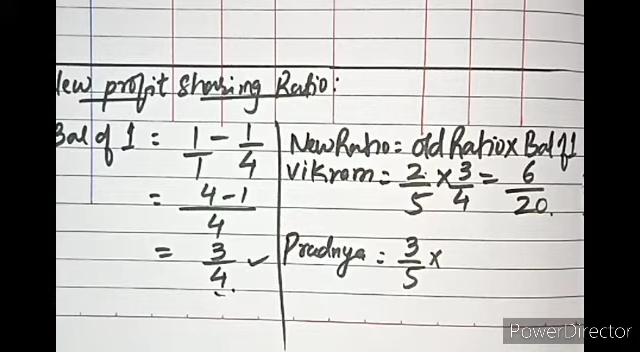 New profit Sharing Ratio:
Bal of 1 = 1/1 - 1/4
= 4-1/4
= 3/4 ✓
New Ratio = Old Ratio x Bal of 1
Vikram = 2/5 x 3/4 = 6/20
Pradnya = 3/5 x
PowerDirector